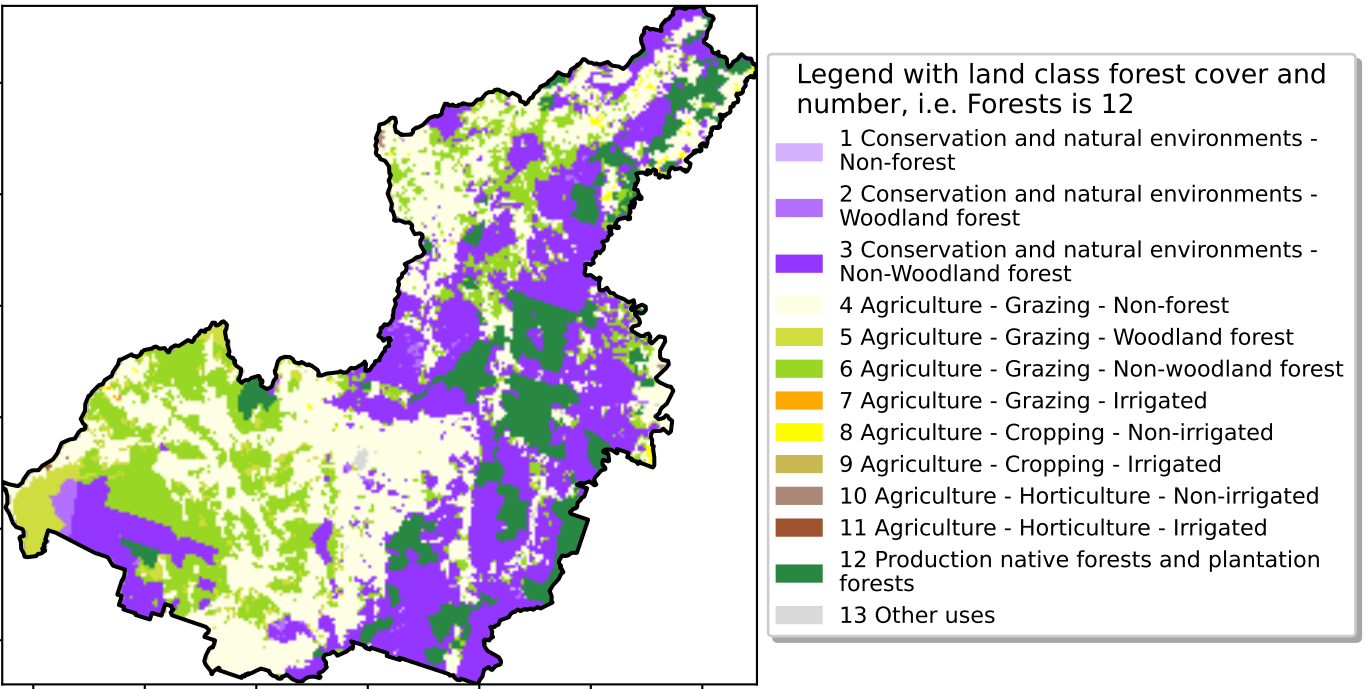 Legend with land class forest cover and
number, i.e. Forests is 12
1 Conservation and natural environments -
Non-forest
2 Conservation and natural environments -
Woodland forest
3 Conservation and natural environments -
Non-Woodland forest
4 Agriculture - Grazing - Non-forest
5 Agriculture - Grazing - Woodland forest
6 Agriculture - Grazing - Non-woodland forest
7 Agriculture - Grazing - Irrigated
8 Agriculture - Cropping - Non-irrigated
9 Agriculture - Cropping - Irrigated
10 Agriculture - Horticulture - Non-irrigated
11 Agriculture - Horticulture - Irrigated
12 Production native forests and plantation
forests
13 Other uses